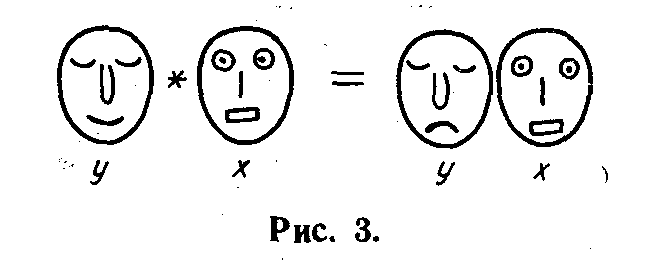 * =
y x y x
Рис. 3.